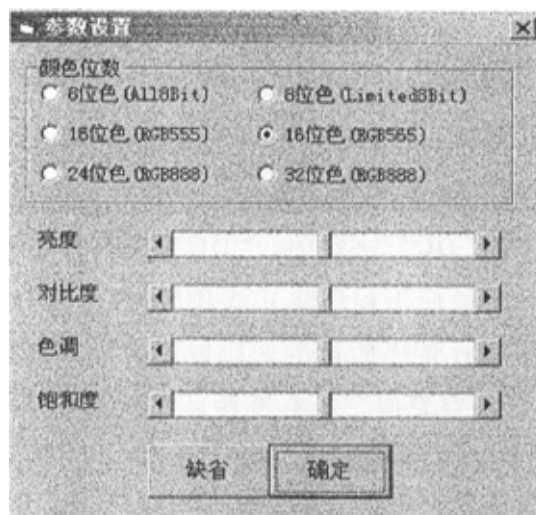 参数设置
颜色位数
8位色(All8Bit)
8位色(Limited8Bit)
16位色(RGB555)
16位色(RGB565)
24位色(RGB888)
32位色(RGB888)
亮度
对比度
色调
饱和度
缺省
确定